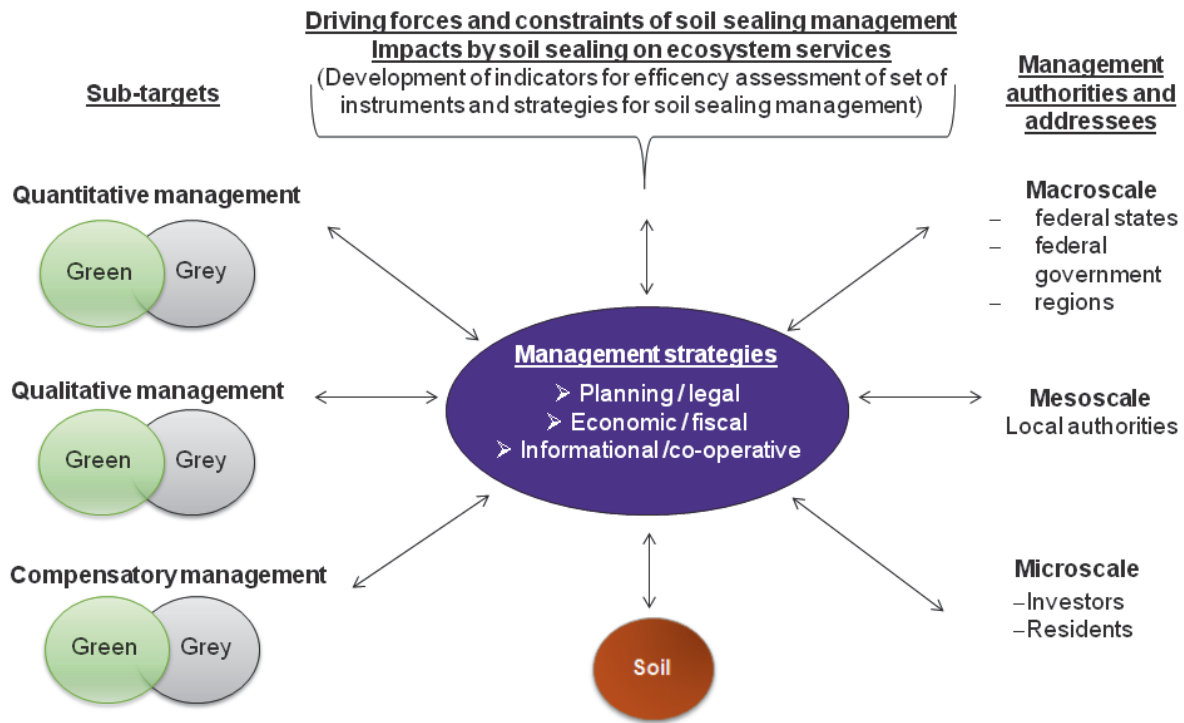 Driving forces and constraints of soil sealing management
Impacts by soil sealing on ecosystem services
(Development of indicators for efficency assessment of set of
instruments and strategies for soil sealing management)
Sub-targets
Quantitative management
Green
Grey
Qualitative management
Green
Grey
Compensatory management
Green
Grey
Management strategies
➢ Planning / legal
➢ Economic / fiscal
➢ Informational /co-operative
Soil
Management
authorities and
addressees
Macroscale
– federal states
– federal
government
– regions
Mesoscale
Local authorities
Microscale
–Investors
–Residents